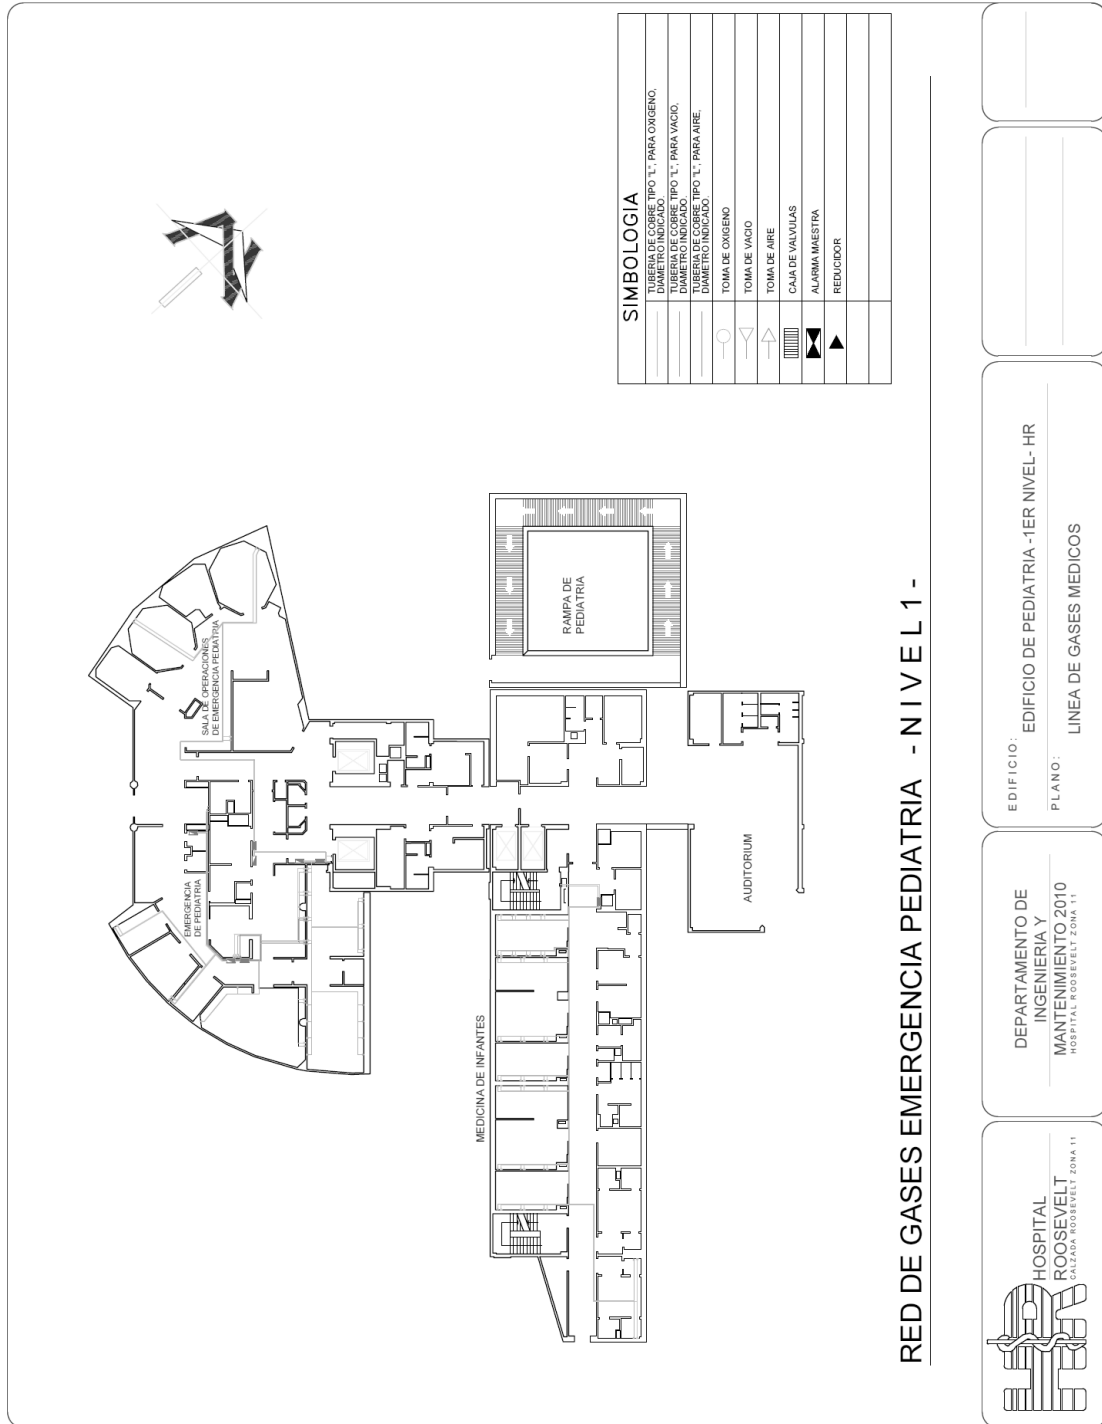 SIMBOLOGIA
TUBERIA DE COBRE TIPO "L", PARA OXIGENO,
DIAMETRO INDICADO.
TUBERIA DE COBRE TIPO "L", PARA VACIO,
DIAMETRO INDICADO.
TUBERIA DE COBRE TIPO "L", PARA AIRE,
DIAMETRO INDICADO.
TOMA DE OXIGENO
TOMA DE VACIO
TOMA DE AIRE
CAJA DE VALVULAS
ALARMA MAESTRA
REDUCIDOR
EMERGENCIA
DE PEDIATRIA
SALA DE OPERACIONES
DE EMERGENCIA PEDIATRIA
MEDICINA DE INFANTES
RAMPA DE
PEDIATRIA
AUDITORIUM
RED DE GASES EMERGENCIA PEDIATRIA - N I V E L 1 -
HOSPITAL
ROOSEVELT
CALZADA ROOSEVELT ZONA 11
DEPARTAMENTO DE
INGENIERIA Y
MANTENIMIENTO 2010
HOSPITAL ROOSEVELT ZONA 11
EDIFICIO:
EDIFICIO DE PEDIATRIA -1ER NIVEL- HR
PLANO:
LINEA DE GASES MEDICOS